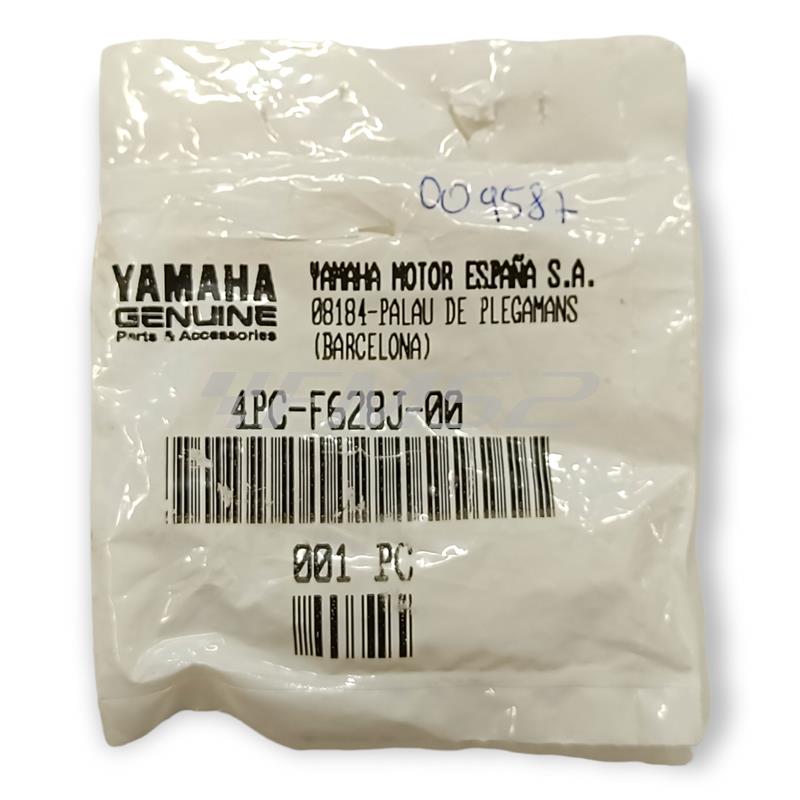 009587
YAMAHA
GENUINE
Parts & Accessories
YAMAHA MOTOR ESPAÑA S.A.
08184-PALAU DE PLEGAMANS
(BARCELONA)
4PC-F628J-00
001 PC